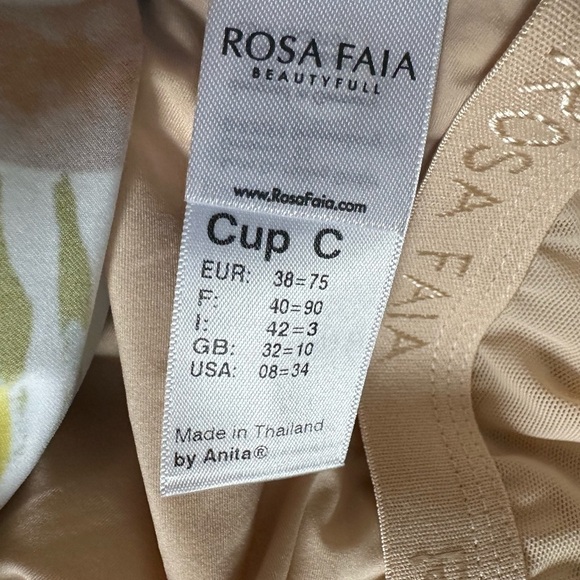 ROSA FAIA
BEAUTYFULL
www.RosaFaia.com
Cup C
EUR: 38=75
F: 40=90
I: 42=3
GB: 32=10
USA: 08=34
Made in Thailand
by Anita®
ROSA FAIA